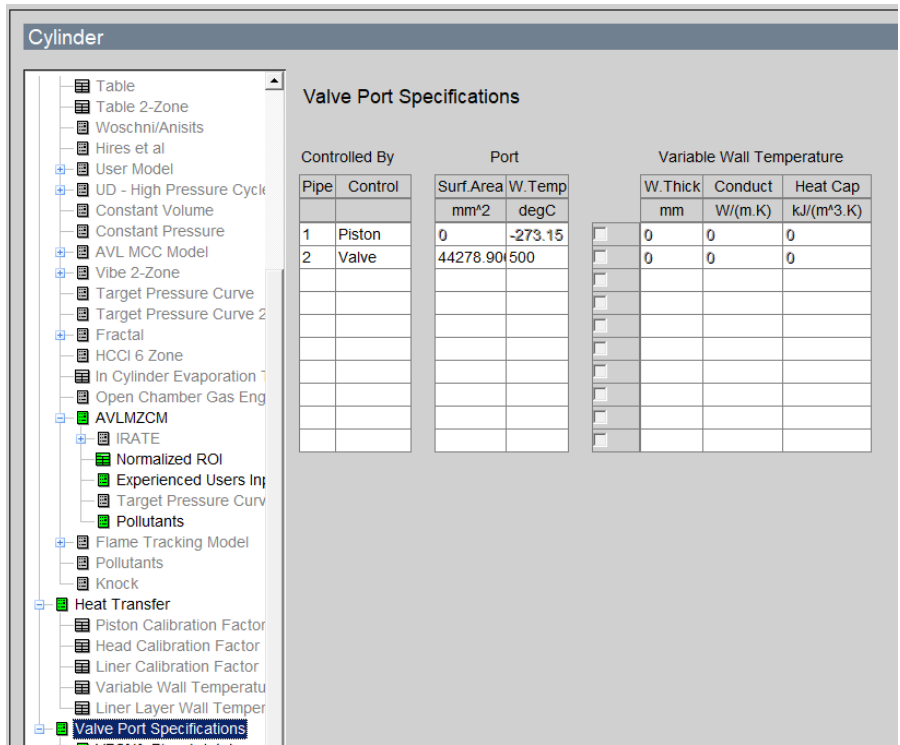 Cylinder
Table
Table 2-Zone
Woschni/Anisits
Hires et al
User Model
UD - High Pressure Cycle
Constant Volume
Constant Pressure
AVL MCC Model
Vibe 2-Zone
Target Pressure Curve
Target Pressure Curve 2
Fractal
HCCI 6 Zone
In Cylinder Evaporation
Open Chamber Gas Eng
AVLMZCM
IRATE
Normalized ROI
Experienced Users Inp
Target Pressure Curv
Pollutants
Flame Tracking Model
Pollutants
Knock
Heat Transfer
Piston Calibration Factor
Head Calibration Factor
Liner Calibration Factor
Variable Wall Temperatu
Liner Layer Wall Temper
Valve Port Specifications
Valve Port Specifications
Controlled By Port Variable Wall Temperature
Pipe Control Surf.Area W.Temp W.Thick Conduct Heat Cap
mm^2 degC mm W/(m.K) kJ/(m^3.K)
1 Piston 0 -273.15 0 0 0
2 Valve 44278.90 500 0 0 0